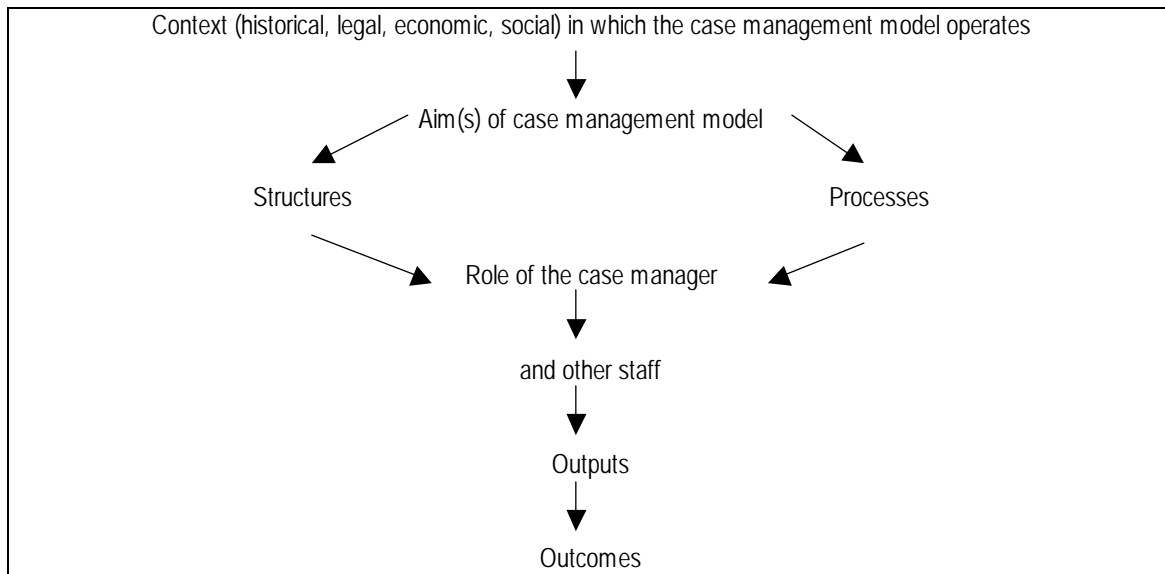 Context (historical, legal, economic, social) in which the case management model operates
Aim(s) of case management model
Structures
Processes
Role of the case manager
and other staff
Outputs
Outcomes